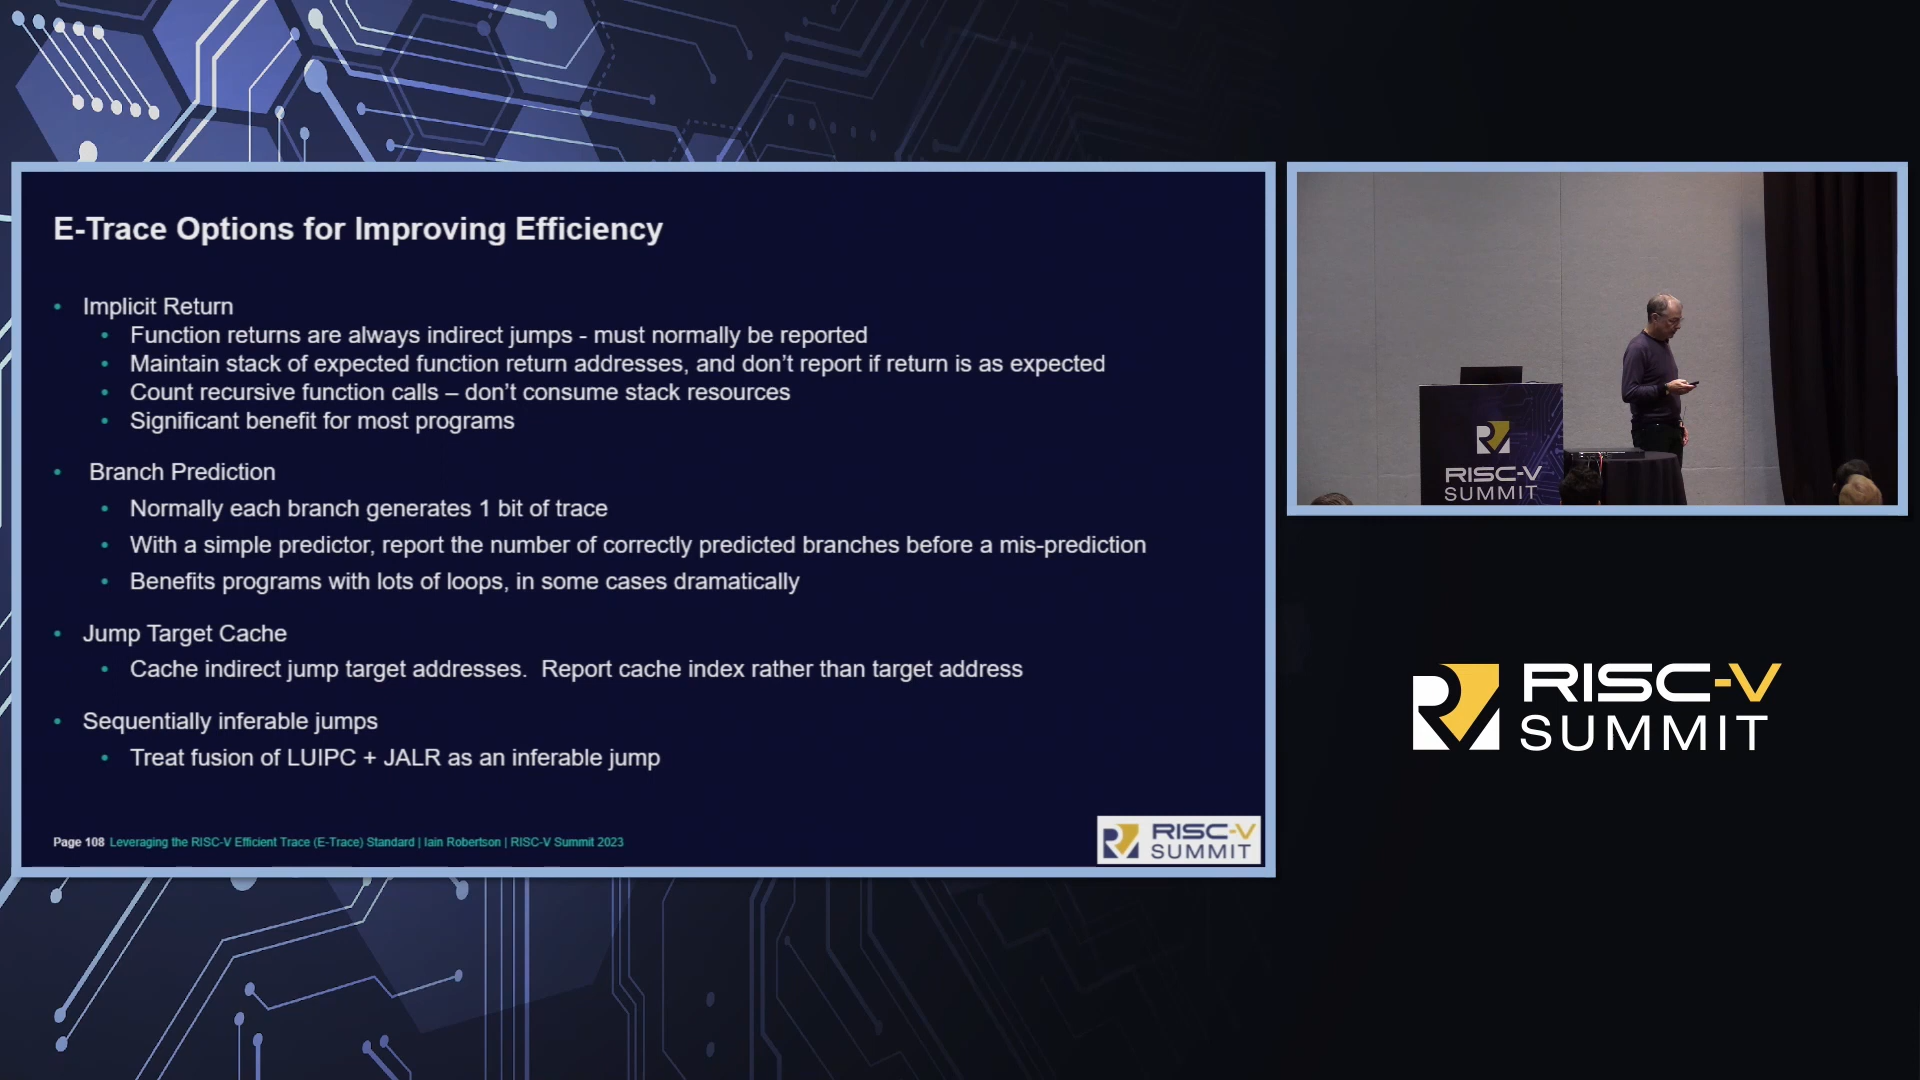 E-Trace Options for Improving Efficiency
• Implicit Return
• Function returns are always indirect jumps - must normally be reported
• Maintain stack of expected function return addresses, and don’t report if return is as expected
• Count recursive function calls – don’t consume stack resources
• Significant benefit for most programs
• Branch Prediction
• Normally each branch generates 1 bit of trace
• With a simple predictor, report the number of correctly predicted branches before a mis-prediction
• Benefits programs with lots of loops, in some cases dramatically
• Jump Target Cache
• Cache indirect jump target addresses.  Report cache index rather than target address
• Sequentially inferable jumps
• Treat fusion of LUIPC + JALR as an inferable jump
Page 108 Leveraging the RISC-V Efficient Trace (E-Trace) Standard | Iain Robertson | RISC-V Summit 2023
RISC-V
SUMMIT
RISC-V
SUMMIT
RISC-V
SUMMIT